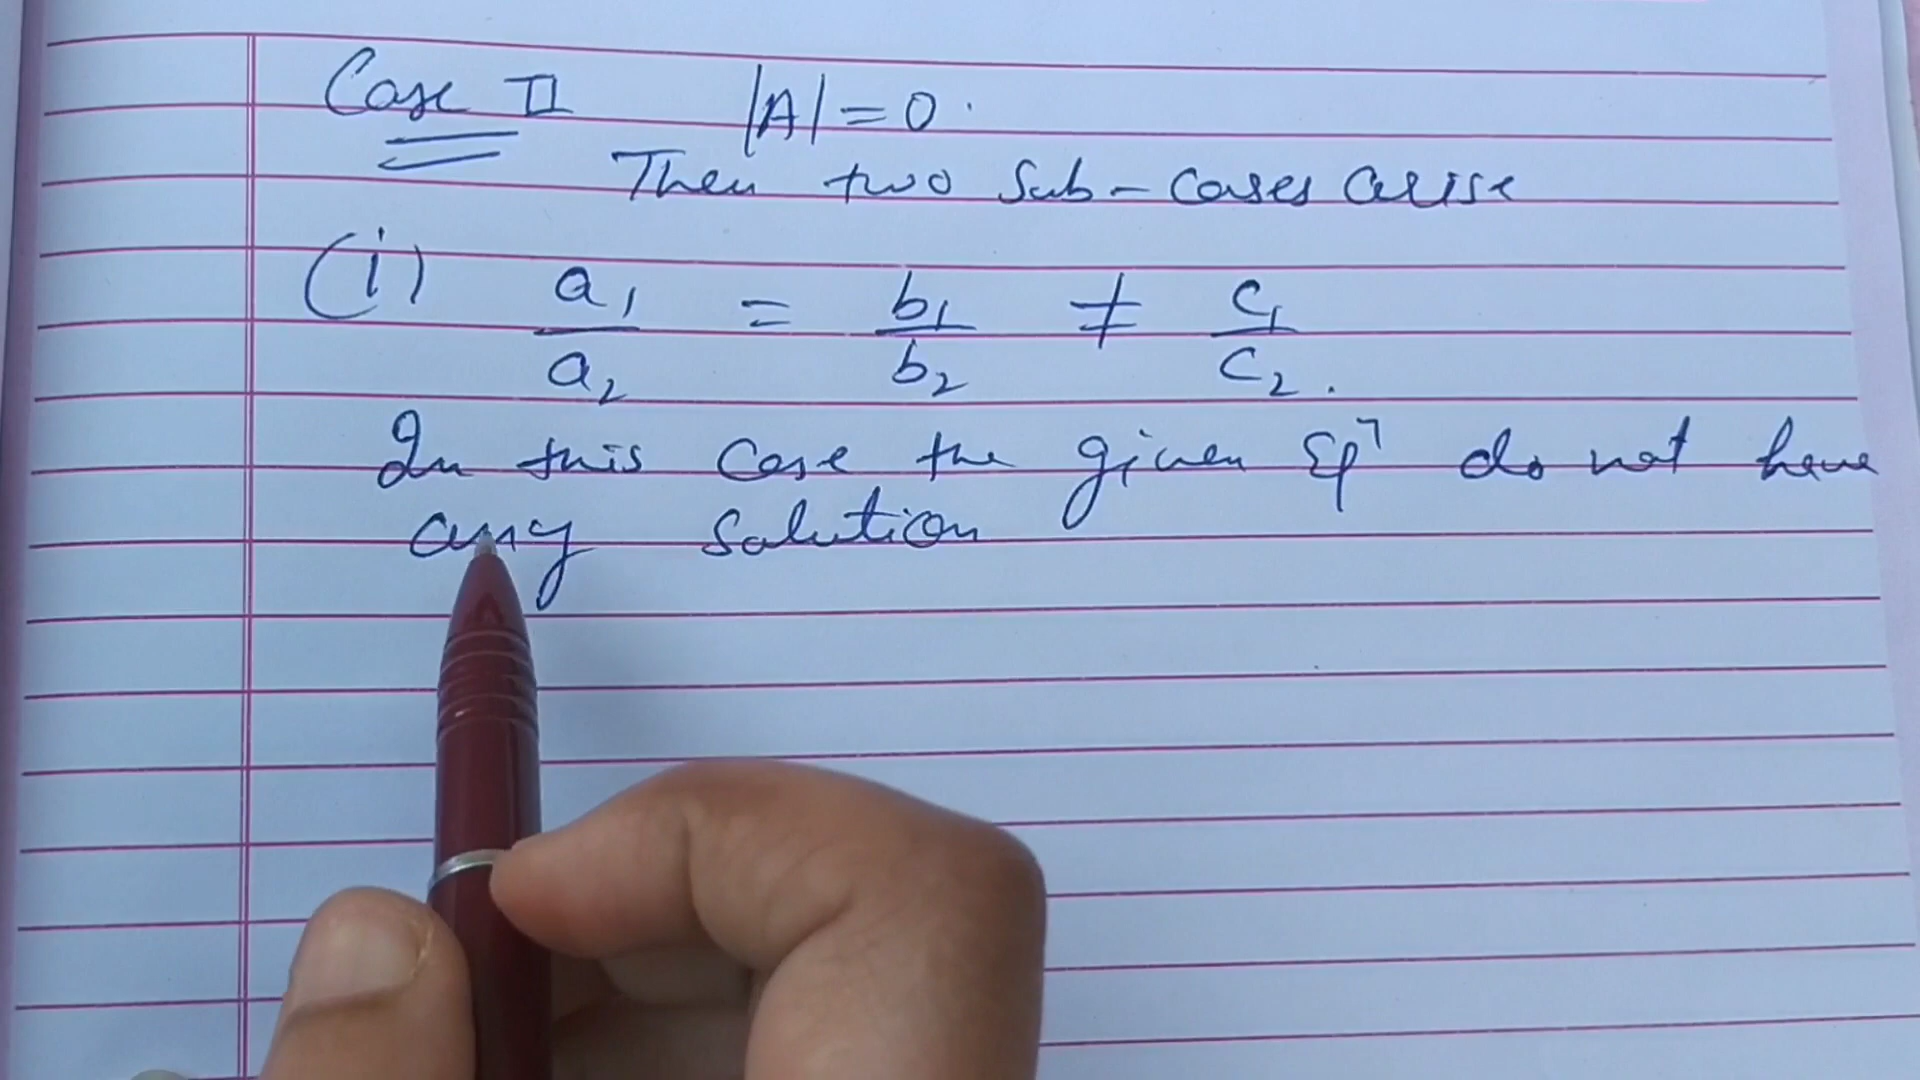 Case II |A| = 0.
Then two Sub-cases arise
(i) a₁/a₂ = b₁/b₂ ≠ c₁/c₂.
In this case the given Eqⁿ do not have
any solution